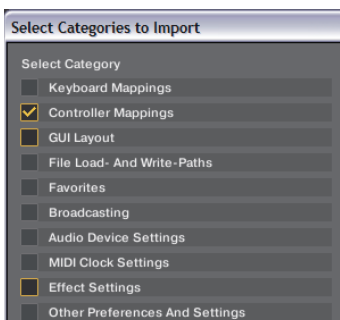 Select Categories to Import
Select Category
Keyboard Mappings
Controller Mappings
GUI Layout
File Load- And Write-Paths
Favorites
Broadcasting
Audio Device Settings
MIDI Clock Settings
Effect Settings
Other Preferences And Settings